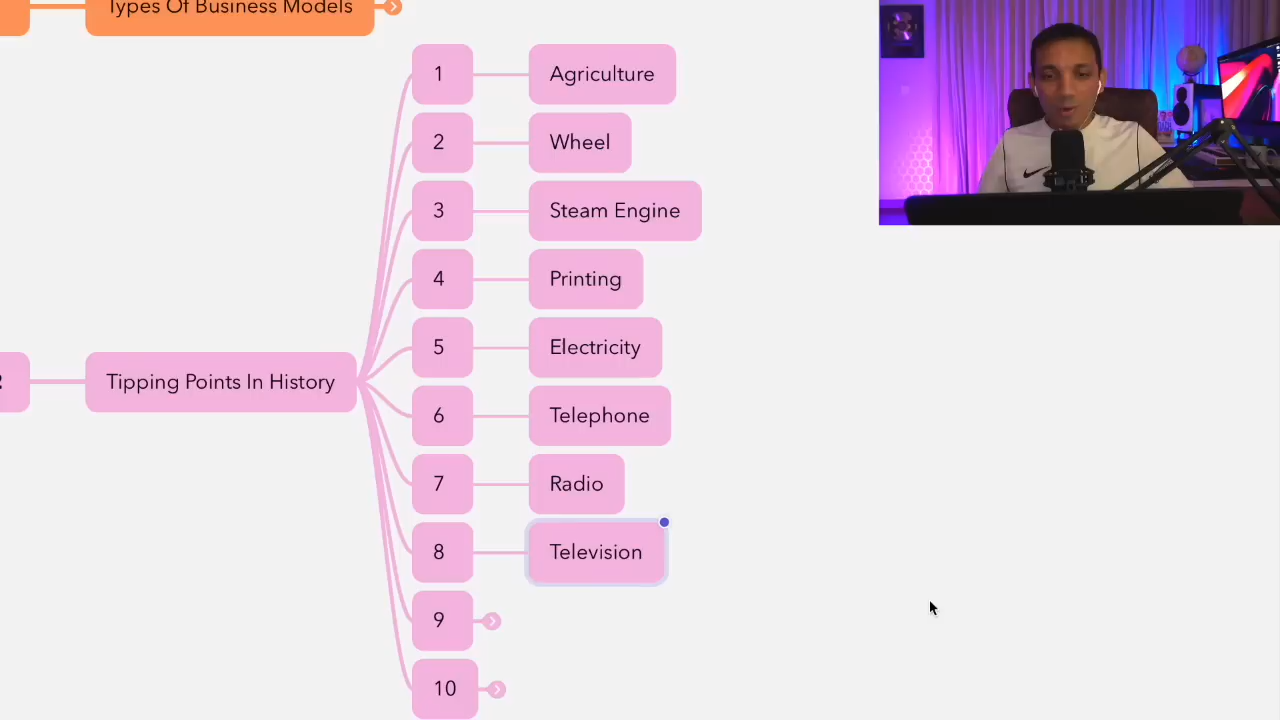 Types Of Business Models
1 Agriculture
2 Wheel
3 Steam Engine
4 Printing
5 Electricity
Tipping Points In History
6 Telephone
7 Radio
8 Television
9
10